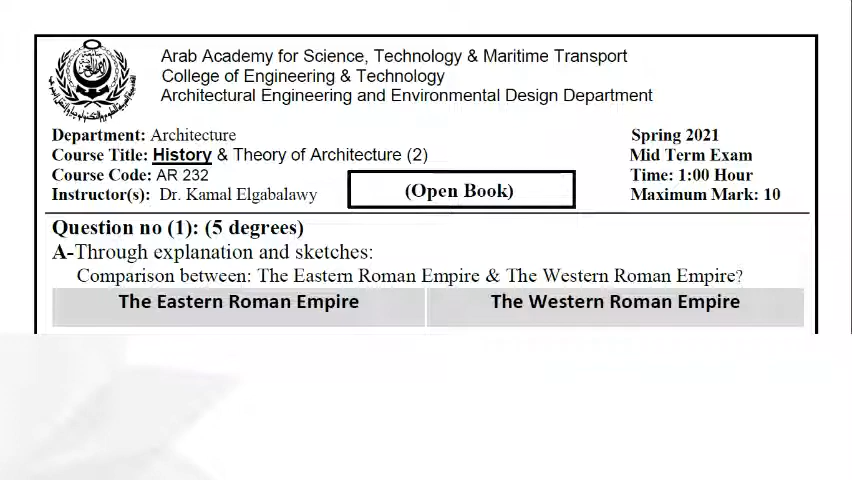 Arab Academy for Science, Technology & Maritime Transport
College of Engineering & Technology
Architectural Engineering and Environmental Design Department
Department: Architecture
Spring 2021
Course Title: History & Theory of Architecture (2)
Mid Term Exam
Course Code: AR 232
Time: 1:00 Hour
Instructor(s): Dr. Kamal Elgabalawy
(Open Book)
Maximum Mark: 10
Question no (1): (5 degrees)
A-Through explanation and sketches:
Comparison between: The Eastern Roman Empire & The Western Roman Empire?
The Eastern Roman Empire
The Western Roman Empire